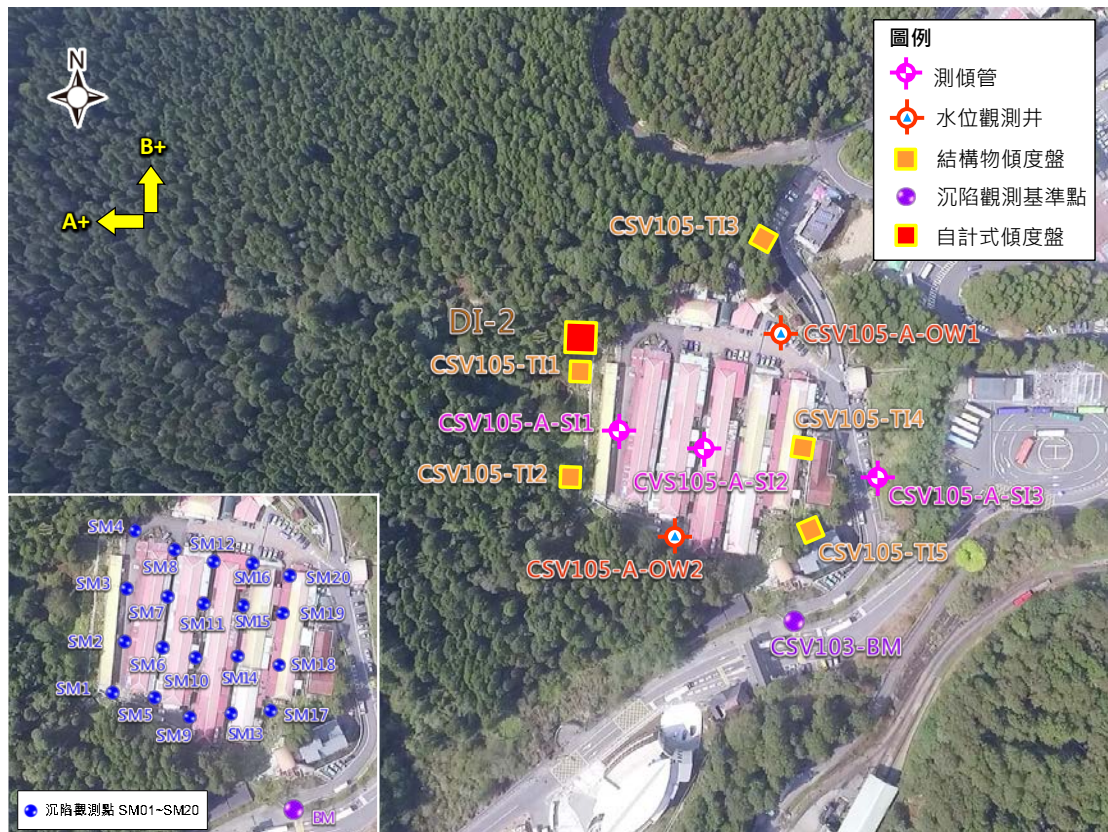 圖例
測傾管
水位觀測井
結構物傾度盤
沉陷觀測基準點
自計式傾度盤
N
B+
A+
CSV105-TI3
DI-2
CSV105-A-OW1
CSV105-TI1
CSV105-A-SI1
CSV105-TI4
CSV105-TI2
CVS105-A-SI2
CSV105-A-SI3
CSV105-A-OW2
CSV105-TI5
CSV103-BM
H
SM4
SM12
SM8
SM16
SM20
SM3
SM7
SM11
SM15
SM19
SM2
SM6
SM10
SM14
SM18
SM1
SM5
SM9
SM13
SM17
沉陷觀測點 SM01~SM20
BM